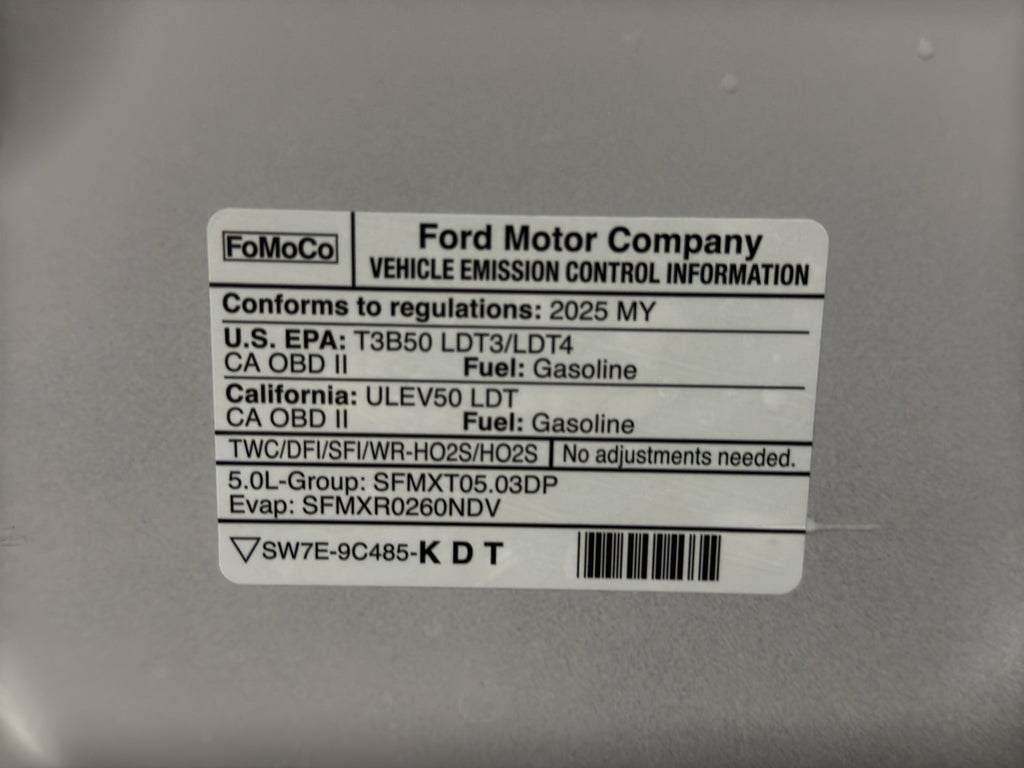 FoMoCo
Ford Motor Company
VEHICLE EMISSION CONTROL INFORMATION
Conforms to regulations: 2025 MY
U.S. EPA: T3B50 LDT3/LDT4
CA OBD II Fuel: Gasoline
California: ULEV50 LDT
CA OBD II Fuel: Gasoline
TWC/DFI/SFI/WR-HO2S/HO2S No adjustments needed.
5.0L-Group: SFMXT05.03DP
Evap: SFMXR0260NDV
SW7E-9C485-K D T